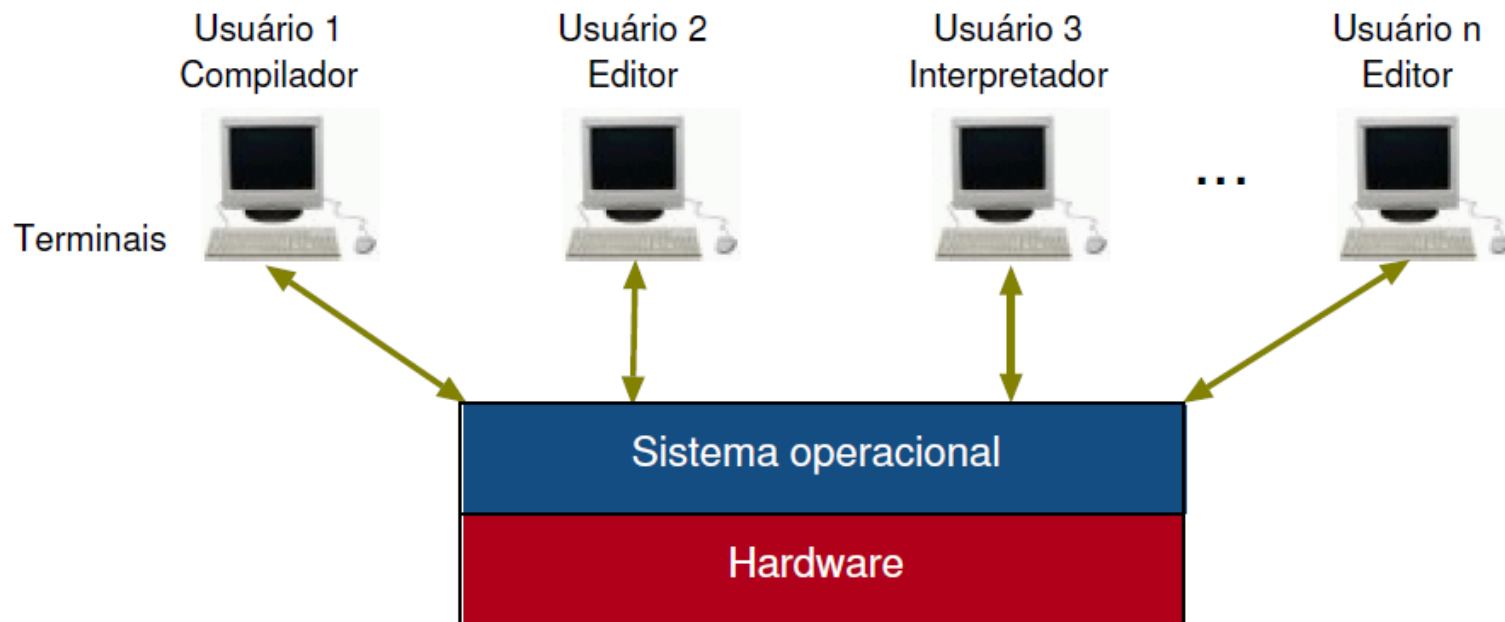 Usuário 1
Compilador
Usuário 2
Editor
Usuário 3
Interpretador
Usuário n
Editor
...
Terminais
Sistema operacional
Hardware